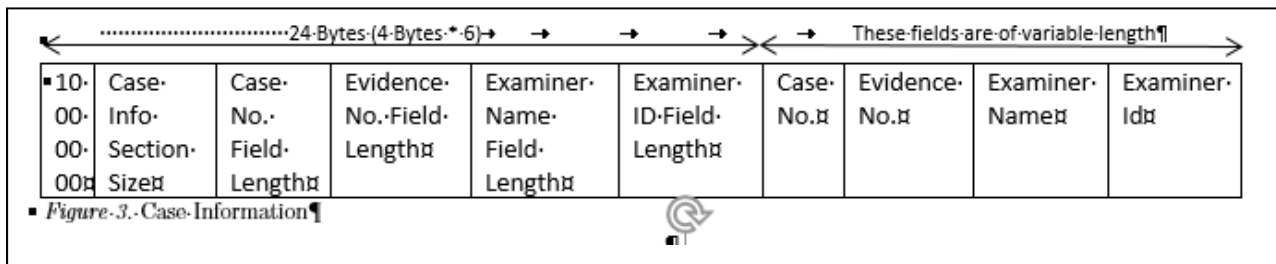 24 Bytes (4 Bytes * 6)
These fields are of variable length
10
00
00
00
Case
Info
Section
Size
Case
No.
Field
Length
Evidence
No. Field
Length
Examiner
Name
Field
Length
Examiner
ID Field
Length
Case
No.
Evidence
No.
Examiner
Name
Examiner
Id
Figure 3. Case Information